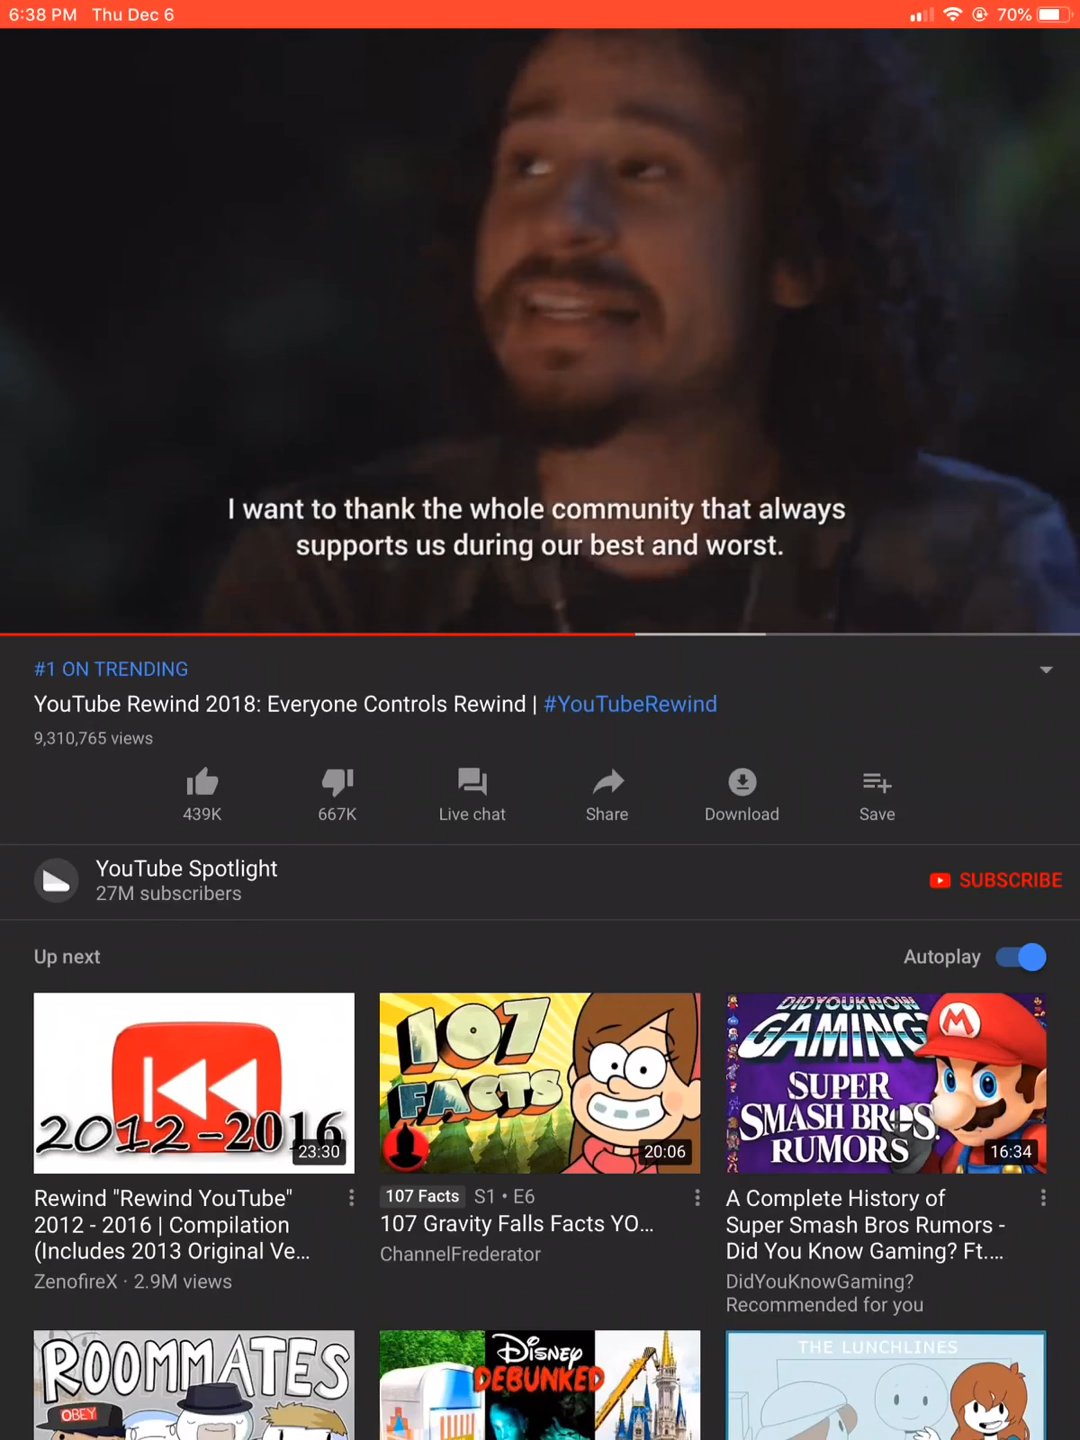 6:38 PM Thu Dec 6
70%
I want to thank the whole community that always
supports us during our best and worst.
#1 ON TRENDING
YouTube Rewind 2018: Everyone Controls Rewind | #YouTubeRewind
9,310,765 views
439K
667K
Live chat
Share
Download
Save
YouTube Spotlight
27M subscribers
SUBSCRIBE
Up next
Autoplay
2012-2016
23:30
Rewind "Rewind YouTube"
2012 - 2016 | Compilation
(Includes 2013 Original Ve...
ZenofireX · 2.9M views
107
FACTS
20:06
107 Facts S1 • E6
107 Gravity Falls Facts YO...
ChannelFrederator
DIDYOUKNOW
GAMING?
SUPER
SMASH BROS.
RUMORS
M
16:34
A Complete History of
Super Smash Bros Rumors -
Did You Know Gaming? Ft....
DidYouKnowGaming?
Recommended for you
ROOMMATES
OBEY
Disney
DEBUNKED
THE LUNCHLINES